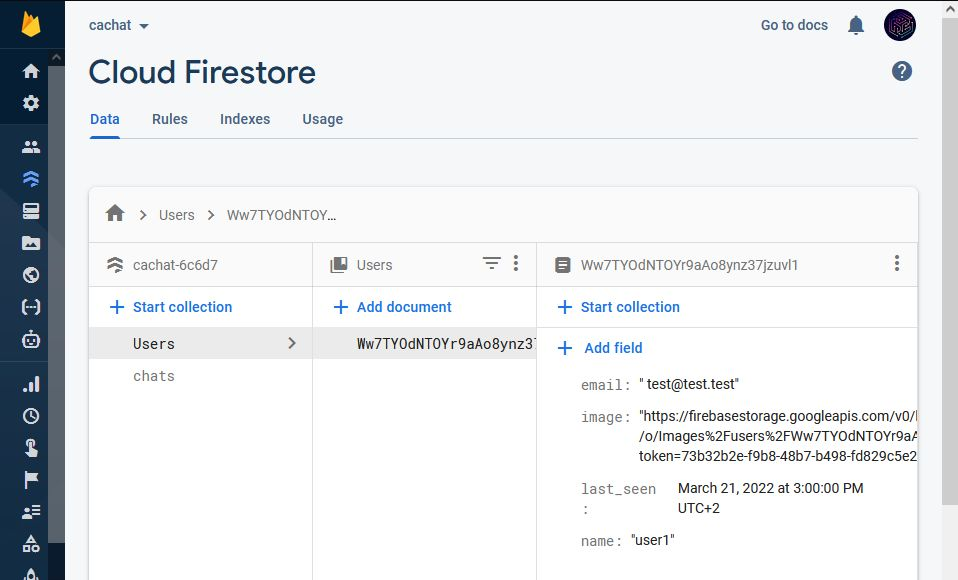 cachat
Go to docs
Cloud Firestore
Data Rules Indexes Usage
Users Ww7TYOdNTOY...
cachat-6c6d7 Users Ww7TYOdNTOYr9aAo8ynz37jzuvl1
Start collection Add document Start collection
Users Ww7TYOdNTOYr9aAo8ynz37 Add field
chats
email: " test@test.test"
image: "https://firebasestorage.googleapis.com/v0/
/o/Images%2Fusers%2FWw7TYOdNTOYr9aA
token=73b32b2e-f9b8-48b7-b498-fd829c5e2
last_seen March 21, 2022 at 3:00:00 PM
: UTC+2
name: "user1"